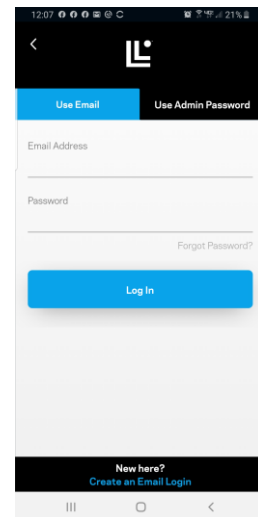 12:07
21%
Use Email
Use Admin Password
Email Address
Password
Forgot Password?
Log In
New here?
Create an Email Login